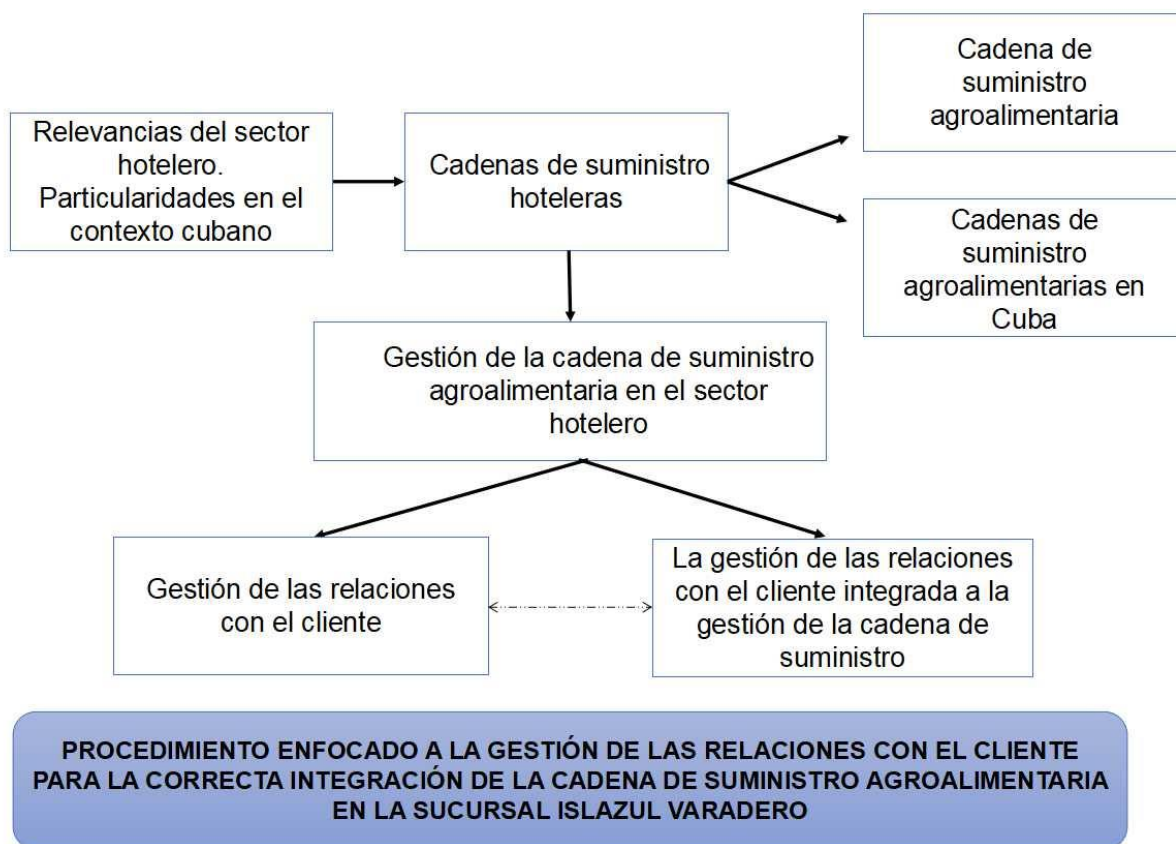 Relevancias del sector
hotelero.
Particularidades en el
contexto cubano
Cadenas de suministro
hoteleras
Cadena de
suministro
agroalimentaria
Cadenas de
suministro
agroalimentarias en
Cuba
Gestión de la cadena de suministro
agroalimentaria en el sector
hotelero
Gestión de las relaciones
con el cliente
La gestión de las relaciones
con el cliente integrada a la
gestión de la cadena de
suministro
PROCEDIMIENTO ENFOCADO A LA GESTIÓN DE LAS RELACIONES CON EL CLIENTE
PARA LA CORRECTA INTEGRACIÓN DE LA CADENA DE SUMINISTRO AGROALIMENTARIA
EN LA SUCURSAL ISLAZUL VARADERO